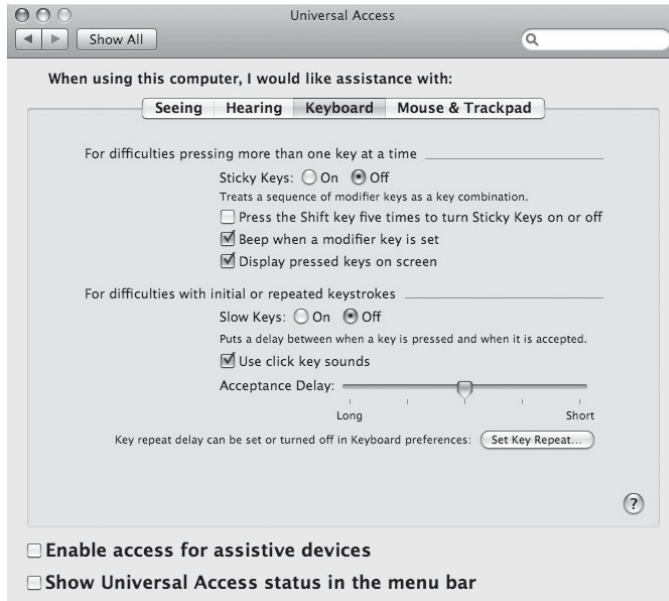 Universal Access
Show All
When using this computer, I would like assistance with:
Seeing Hearing Keyboard Mouse & Trackpad
For difficulties pressing more than one key at a time
Sticky Keys: On Off
Treats a sequence of modifier keys as a key combination.
Press the Shift key five times to turn Sticky Keys on or off
Beep when a modifier key is set
Display pressed keys on screen
For difficulties with initial or repeated keystrokes
Slow Keys: On Off
Puts a delay between when a key is pressed and when it is accepted.
Use click key sounds
Acceptance Delay:
Long Short
Key repeat delay can be set or turned off in Keyboard preferences: Set Key Repeat...
?
Enable access for assistive devices
Show Universal Access status in the menu bar